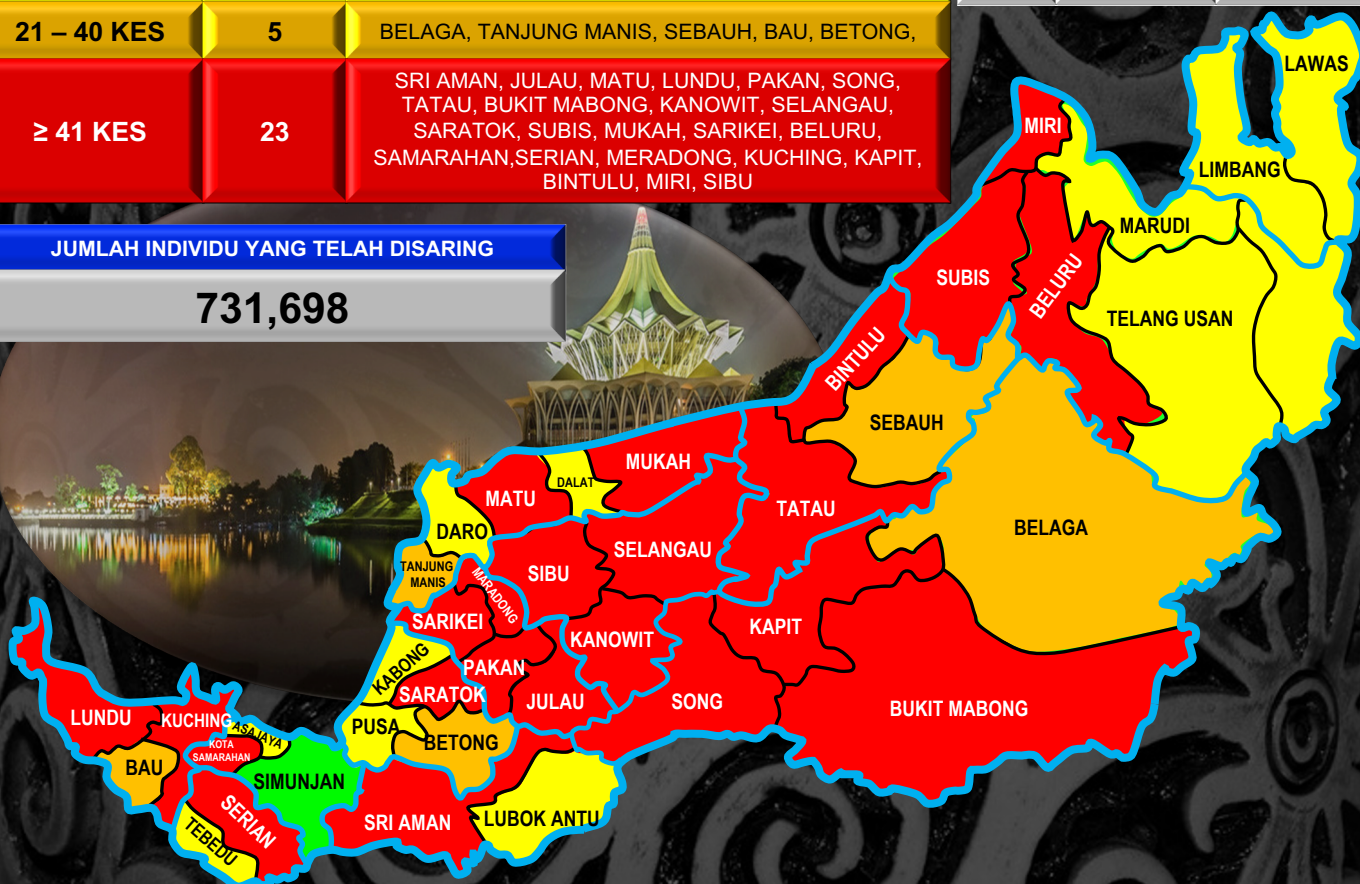 21 – 40 KES
5
BELAGA, TANJUNG MANIS, SEBAUH, BAU, BETONG,
≥ 41 KES
23
SRI AMAN, JULAU, MATU, LUNDU, PAKAN, SONG,
TATAU, BUKIT MABONG, KANOWIT, SELANGAU,
SARATOK, SUBIS, MUKAH, SARIKEI, BELURU,
SAMARAHAN,SERIAN, MERADONG, KUCHING, KAPIT,
BINTULU, MIRI, SIBU
JUMLAH INDIVIDU YANG TELAH DISARING
731,698
LAWAS
MIRI
LIMBANG
MARUDI
SUBIS
BELURU
TELANG USAN
BINTULU
SEBAUH
MUKAH
DALAT
MATU
TATAU
DARO
BELAGA
SELANGAU
TANJUNG
MANIS
SIBU
MARADONG
SARIKEI
KAPIT
KANOWIT
KABONG
PAKAN
SARATOK
JULAU
SONG
BUKIT MABONG
LUNDU
KUCHING
ASAJAYA
PUSA
BETONG
KOTA
SAMARAHAN
BAU
SIMUNJAN
SERIAN
SRI AMAN
LUBOK ANTU
TEBEDU